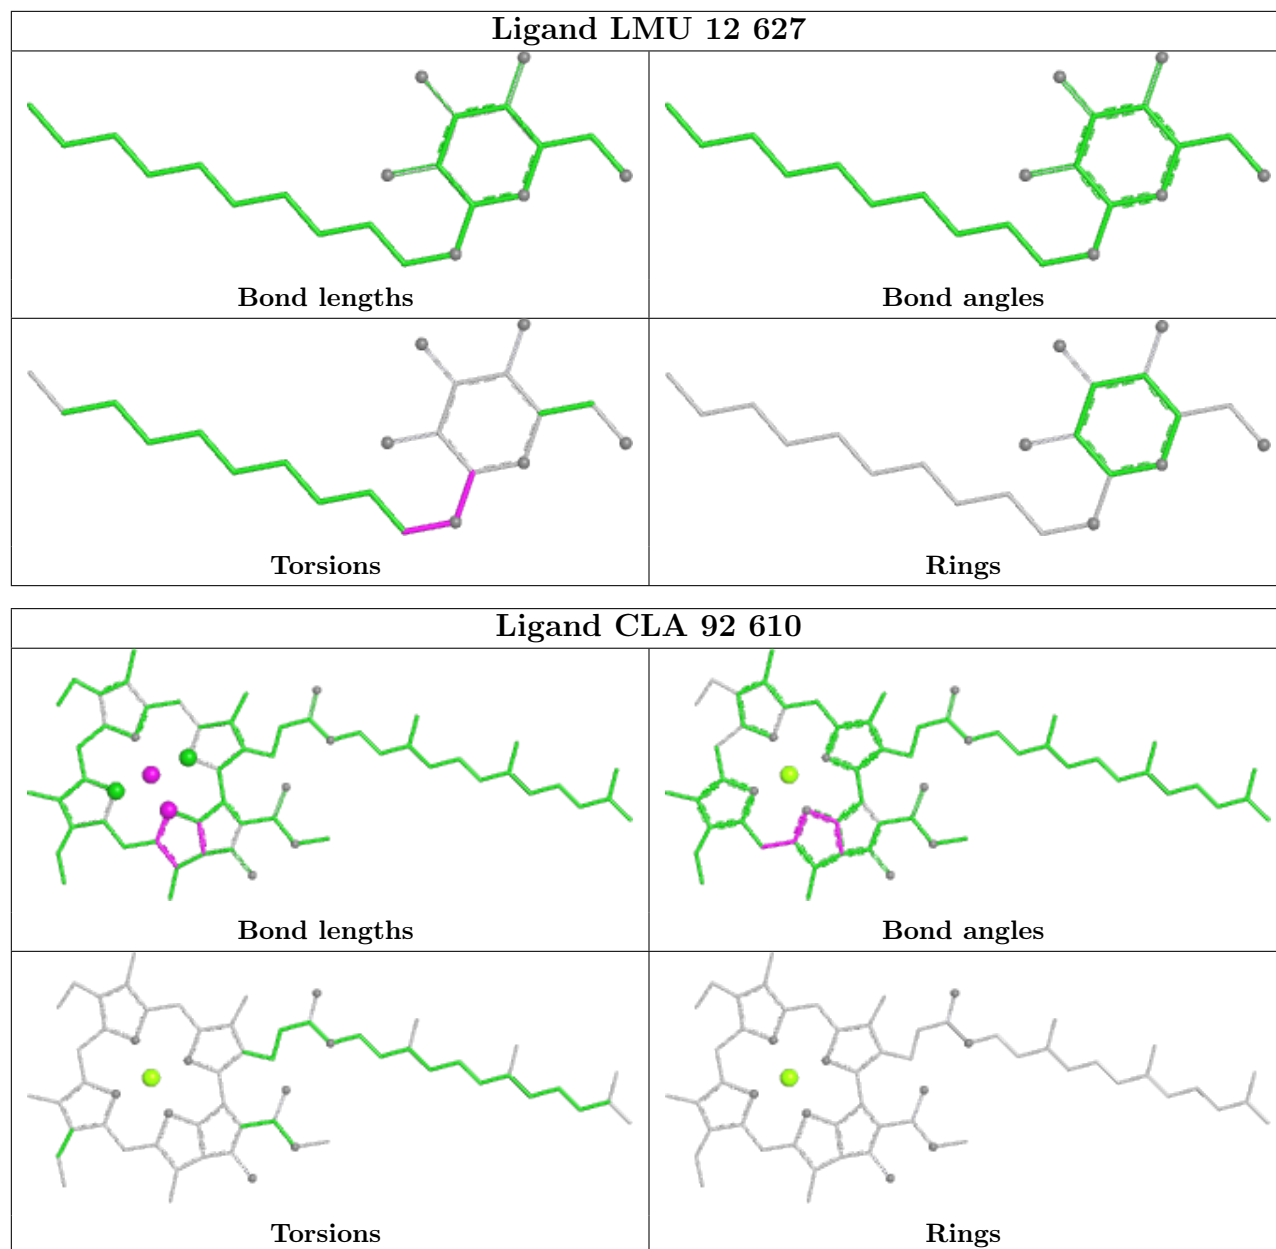 Ligand LMU 12 627
Bond lengths
Bond angles
Torsions
Rings
Ligand CLA 92 610
Bond lengths
Bond angles
Torsions
Rings